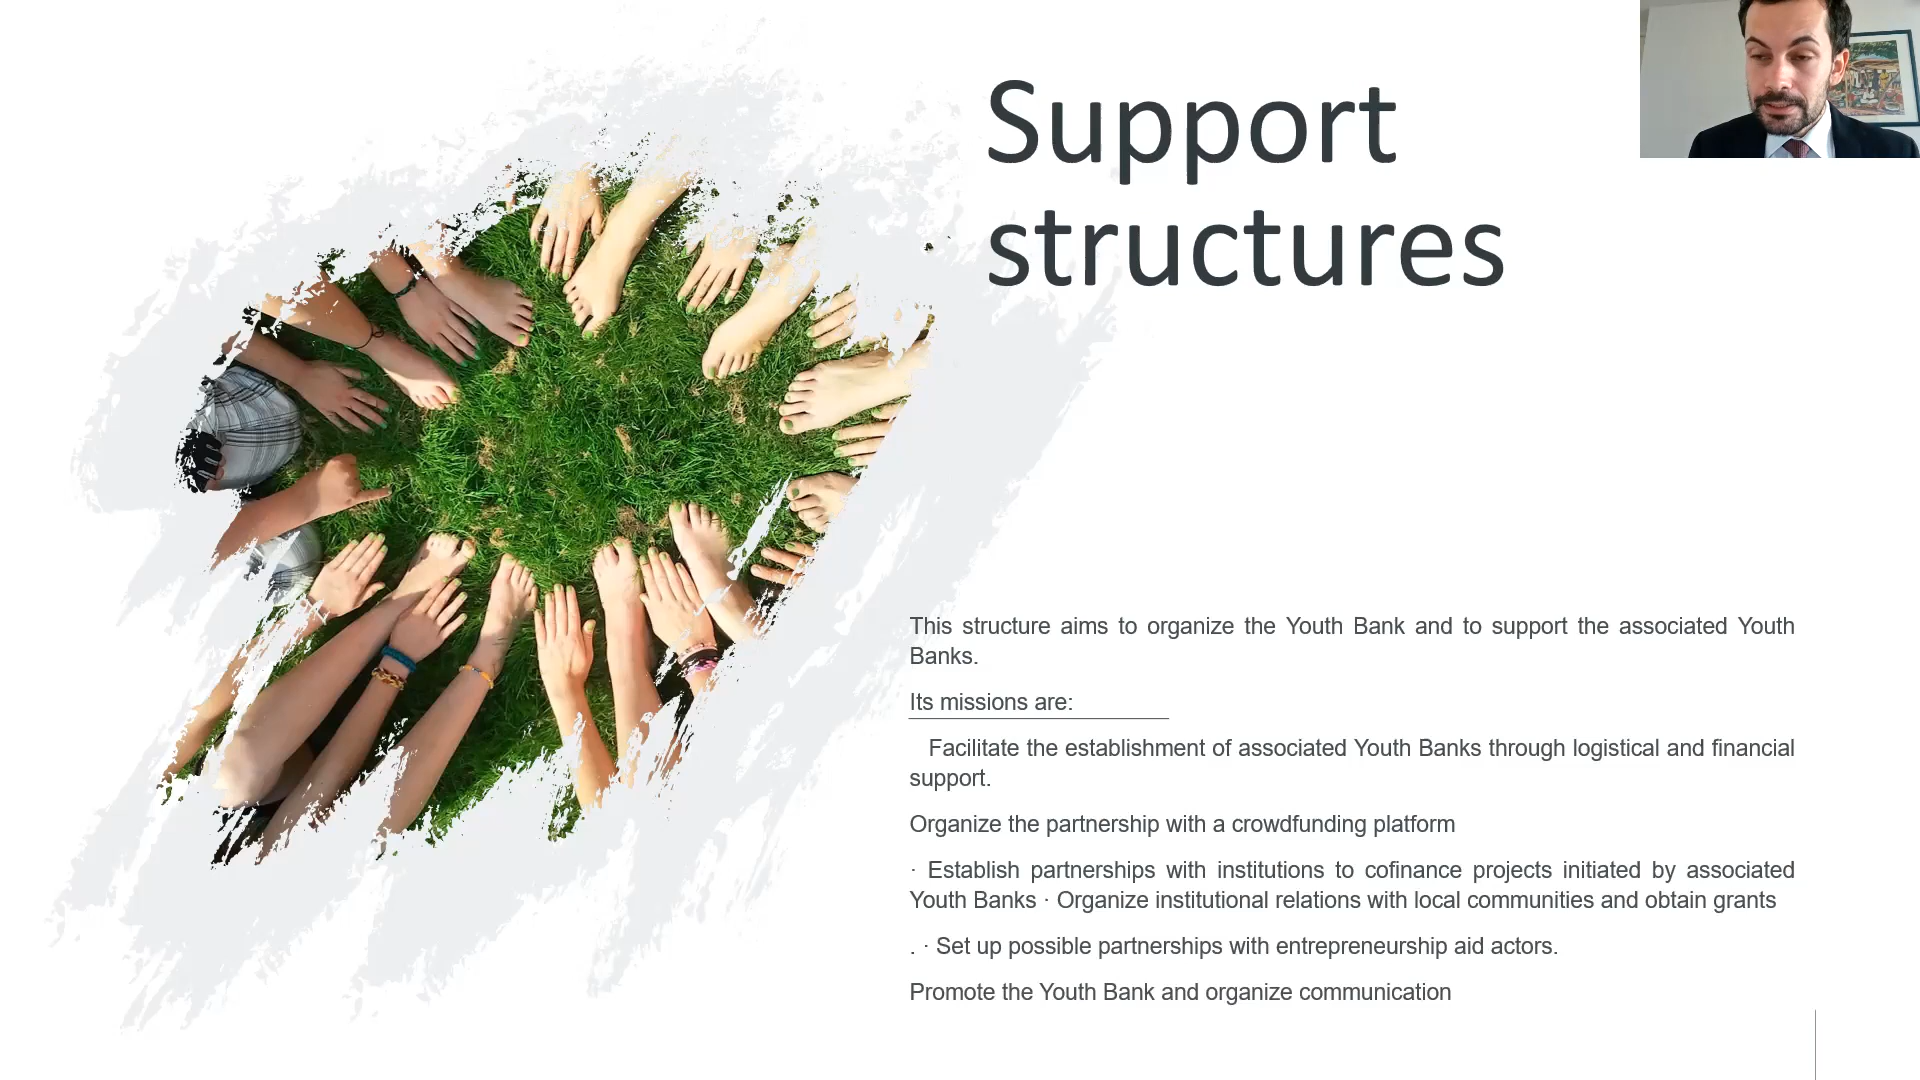 Support
structures
This structure aims to organize the Youth Bank and to support the associated Youth
Banks.
Its missions are:
Facilitate the establishment of associated Youth Banks through logistical and financial
support.
Organize the partnership with a crowdfunding platform
· Establish partnerships with institutions to cofinance projects initiated by associated
Youth Banks · Organize institutional relations with local communities and obtain grants
. · Set up possible partnerships with entrepreneurship aid actors.
Promote the Youth Bank and organize communication